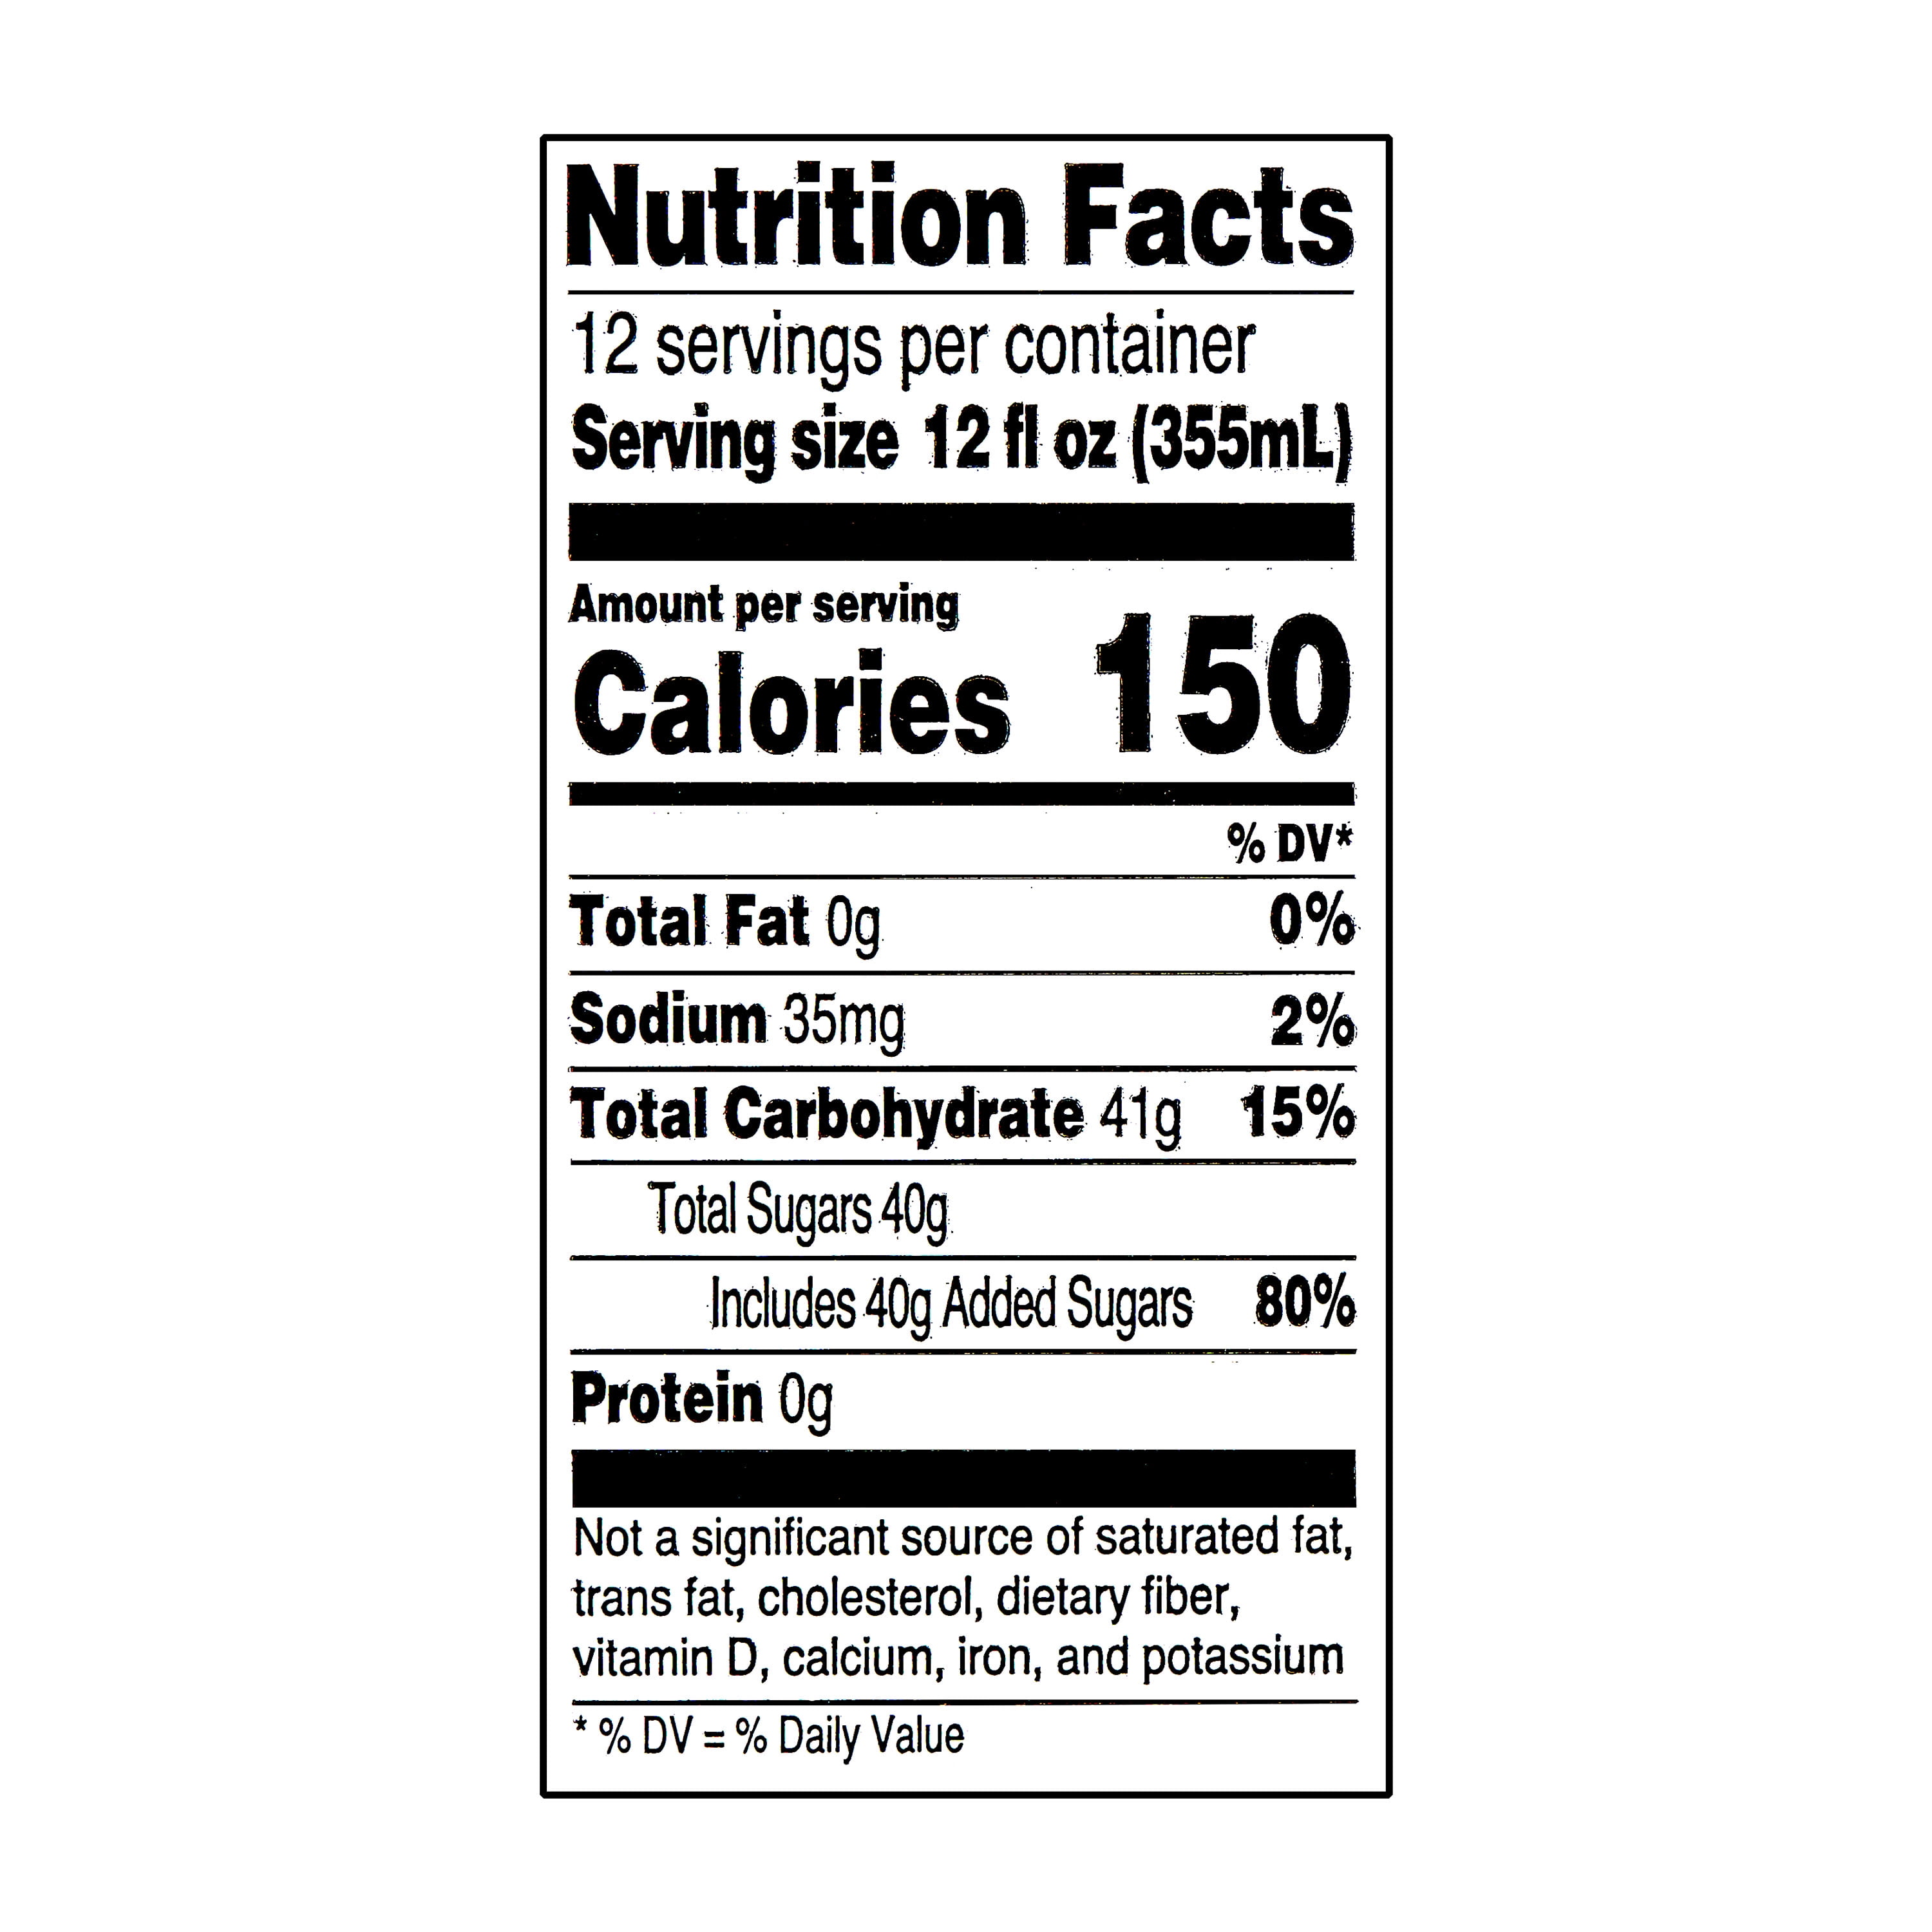 Nutrition Facts
12 servings per container
Serving size 12 fl oz (355mL)
Amount per serving
Calories 150
% DV*
Total Fat 0g 0%
Sodium 35mg 2%
Total Carbohydrate 41g 15%
Total Sugars 40g
Includes 40g Added Sugars 80%
Protein 0g
Not a significant source of saturated fat,
trans fat, cholesterol, dietary fiber,
vitamin D, calcium, iron, and potassium
* % DV = % Daily Value